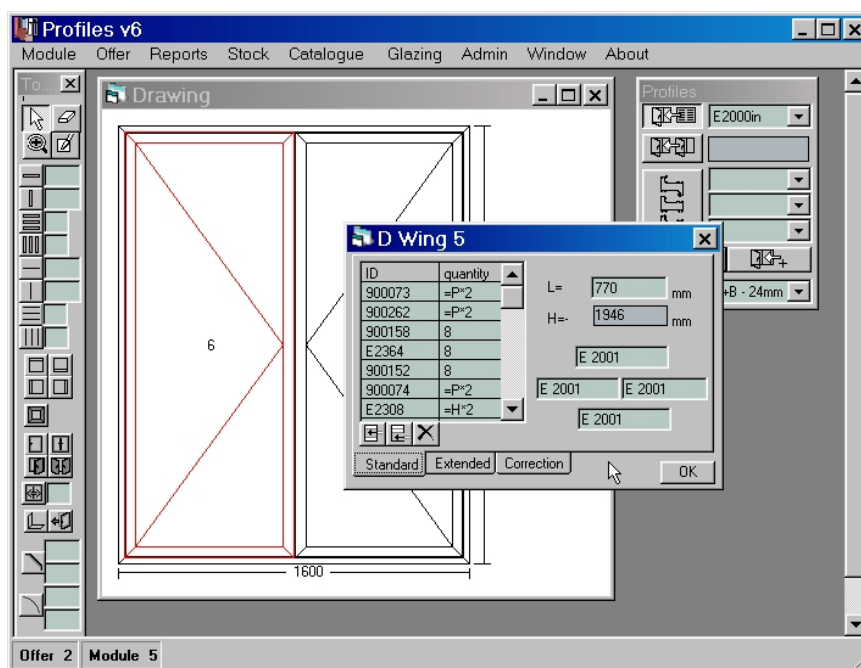 Profiles v6
Module Offer Reports Stock Catalogue Glazing Admin Window About
To...
Drawing
Profiles
E2000in
+B - 24mm
6
1600
D Wing 5
ID quantity
900073 =P*2
900262 =P*2
900158 8
E2364 8
900152 8
900074 =P*2
E2308 =H*2
L= 770 mm
H=- 1946 mm
E 2001
E 2001 E 2001
E 2001
Standard Extended Correction
OK
Offer 2 Module 5